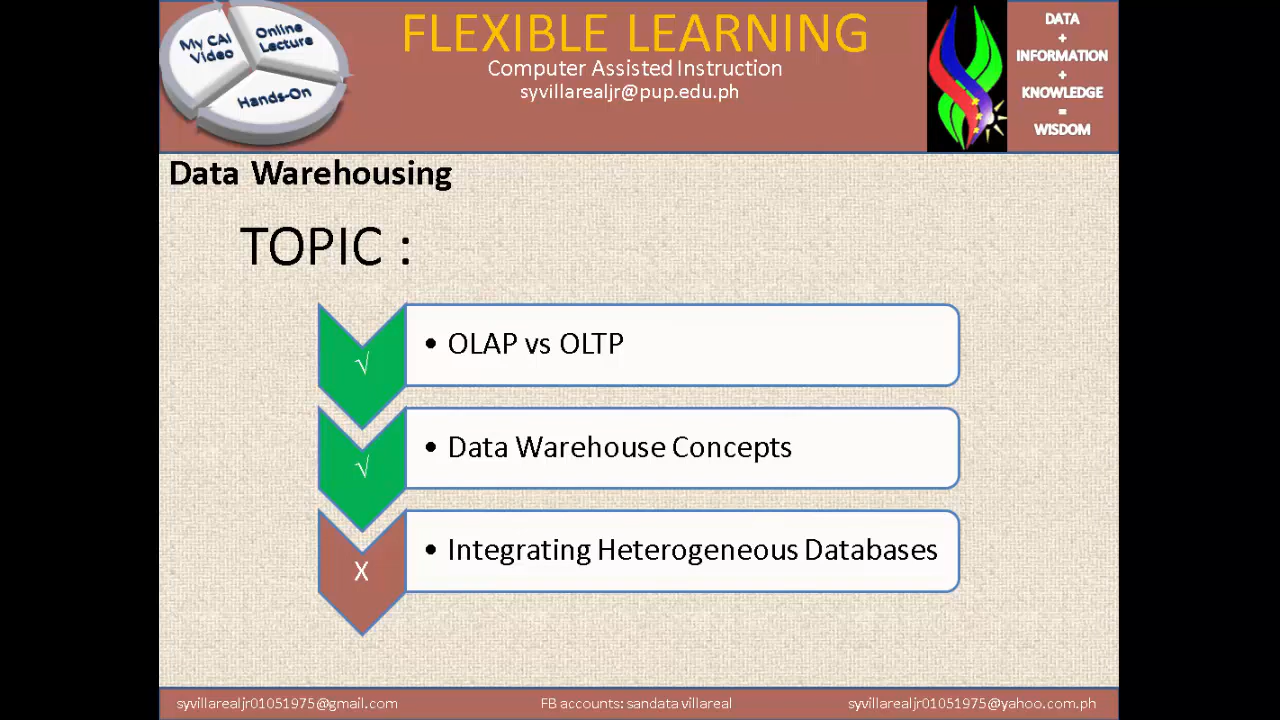 My CAI
Video
Online
Lecture
Hands-On
FLEXIBLE LEARNING
Computer Assisted Instruction
syvillarealjr@pup.edu.ph
DATA
+
INFORMATION
+
KNOWLEDGE
=
WISDOM
Data Warehousing
TOPIC :
√
• OLAP vs OLTP
√
• Data Warehouse Concepts
X
• Integrating Heterogeneous Databases
syvillarealjr01051975@gmail.com
FB accounts: sandata villareal
syvillarealjr01051975@yahoo.com.ph